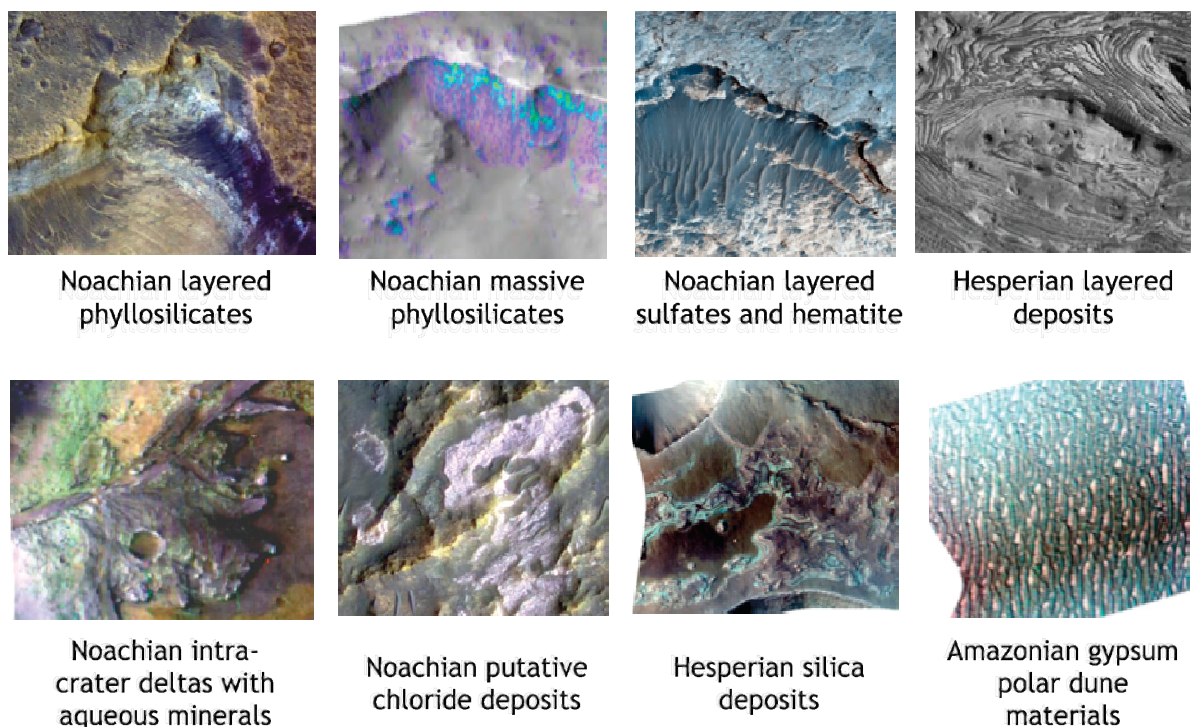 Noachian layered
phyllosilicates
Noachian massive
phyllosilicates
Noachian layered
sulfates and hematite
Hesperian layered
deposits
Noachian intra-
crater deltas with
aqueous minerals
Noachian putative
chloride deposits
Hesperian silica
deposits
Amazonian gypsum
polar dune
materials